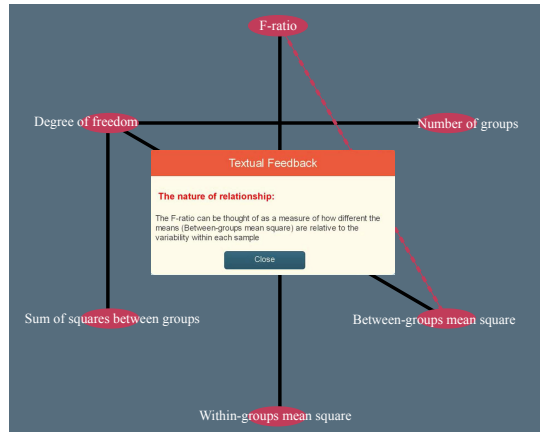 F-ratio
Degree of freedom
Number of groups
Textual Feedback
The nature of relationship:
The F-ratio can be thought of as a measure of how different the
means (Between-groups mean square) are relative to the
variability within each sample
Close
Sum of squares between groups
Between-groups mean square
Within-groups mean square